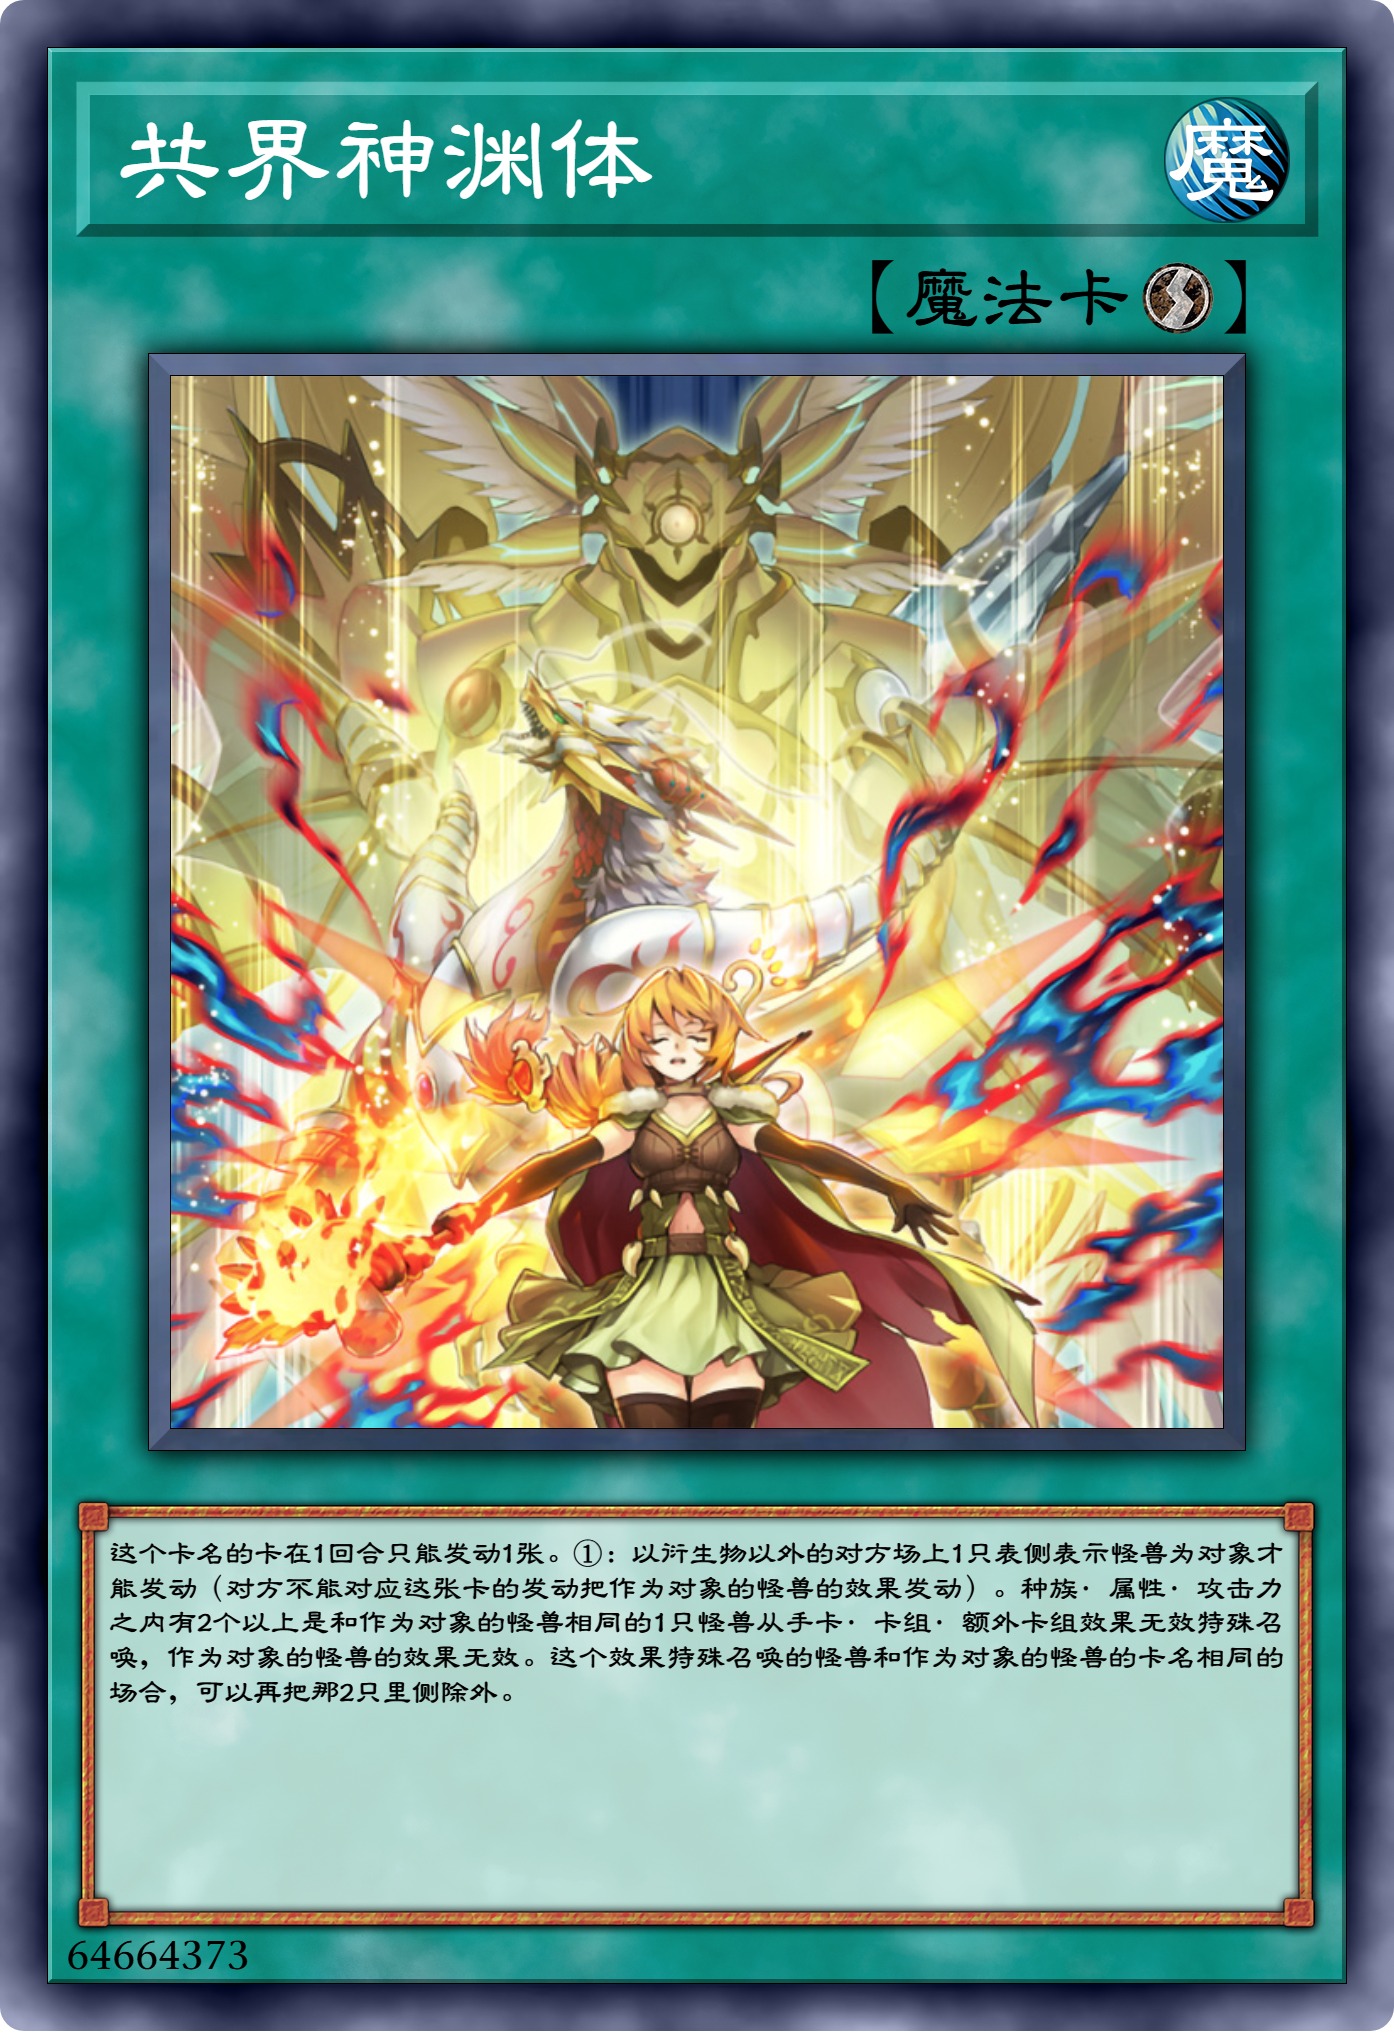 共界神渊体
魔
【魔法卡】
这个卡名的卡在1回合只能发动1张。①：以衍生物以外的对方场上1只表侧表示怪兽为对象才
能发动（对方不能对应这张卡的发动把作为对象的怪兽的效果发动）。种族·属性·攻击力
之内有2个以上是和作为对象的怪兽相同的1只怪兽从手卡·卡组·额外卡组效果无效特殊召
唤，作为对象的怪兽的效果无效。这个效果特殊召唤的怪兽和作为对象的怪兽的卡名相同的
场合，可以再把那2只里侧除外。
64664373